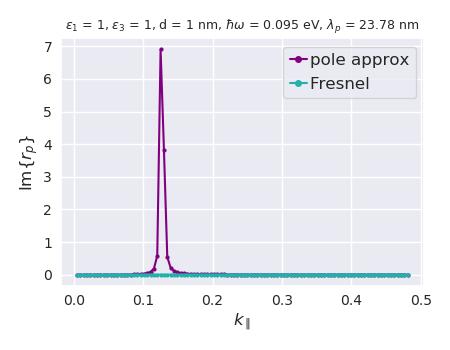 ε₁ = 1, ε₃ = 1, d = 1 nm, ℏω = 0.095 eV, λₚ = 23.78 nm
7
6
5
4
3
2
1
0
Im{rₚ}
pole approx
Fresnel
0.0 0.1 0.2 0.3 0.4 0.5
k∥